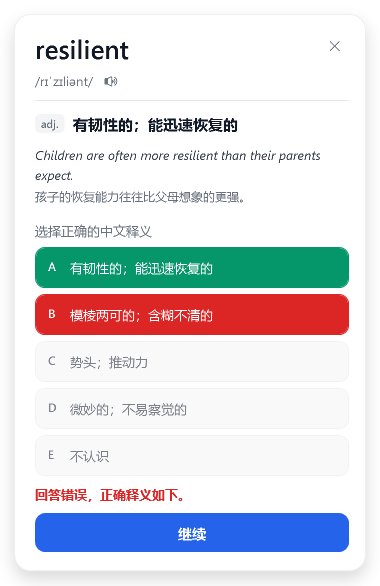 resilient
/rɪˈzɪliənt/
adj. 有韧性的；能迅速恢复的
Children are often more resilient than their parents
expect.
孩子的恢复能力往往比父母想象的更强。
选择正确的中文释义
A 有韧性的；能迅速恢复的
B 模棱两可的；含糊不清的
C 势头；推动力
D 微妙的；不易察觉的
E 不认识
回答错误，正确释义如下。
继续